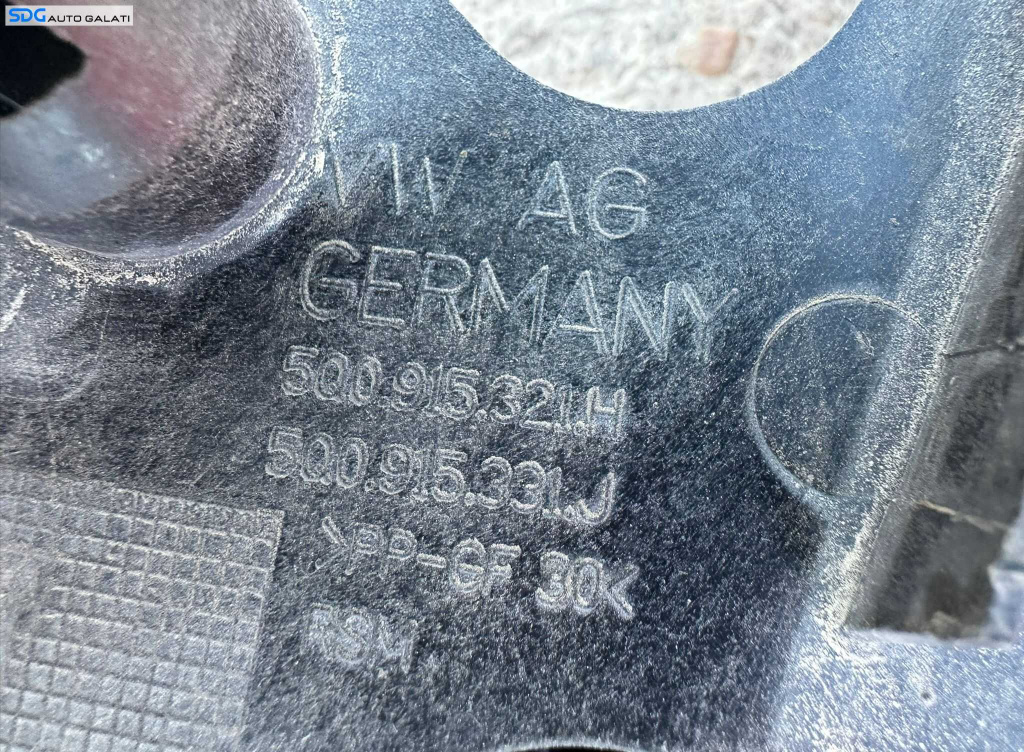 SDG AUTO GALATI
VW AG
GERMANY
5Q0.915.321.H
5Q0.915.331.J
>PP-GF 30<